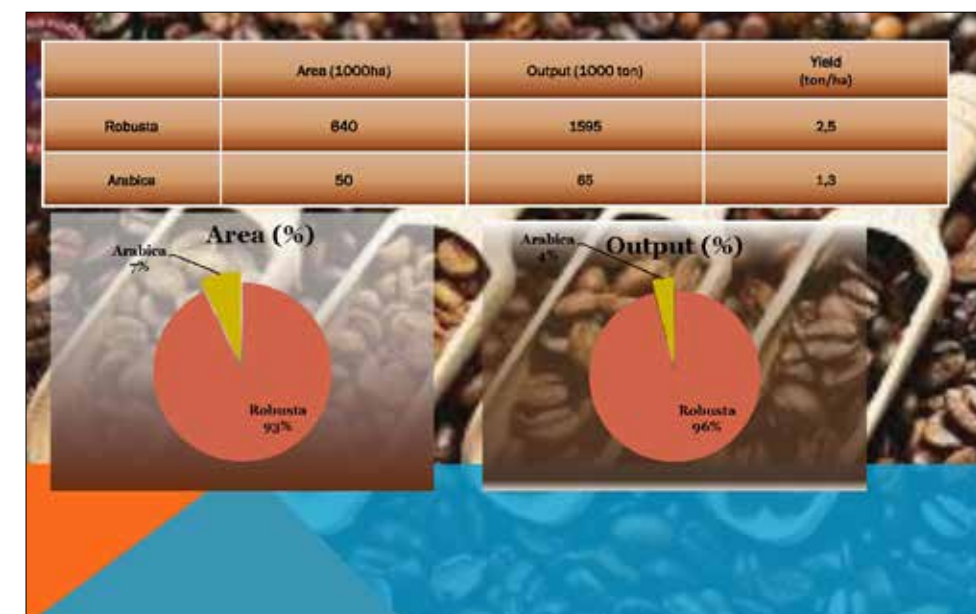 Area (1000ha) Output (1000 ton) Yield
(ton/ha)
Robusta 640 1595 2,5
Arabica 50 65 1,3
Area (%)
Arabica
7%
Robusta
93%
Output (%)
Arabica
4%
Robusta
96%